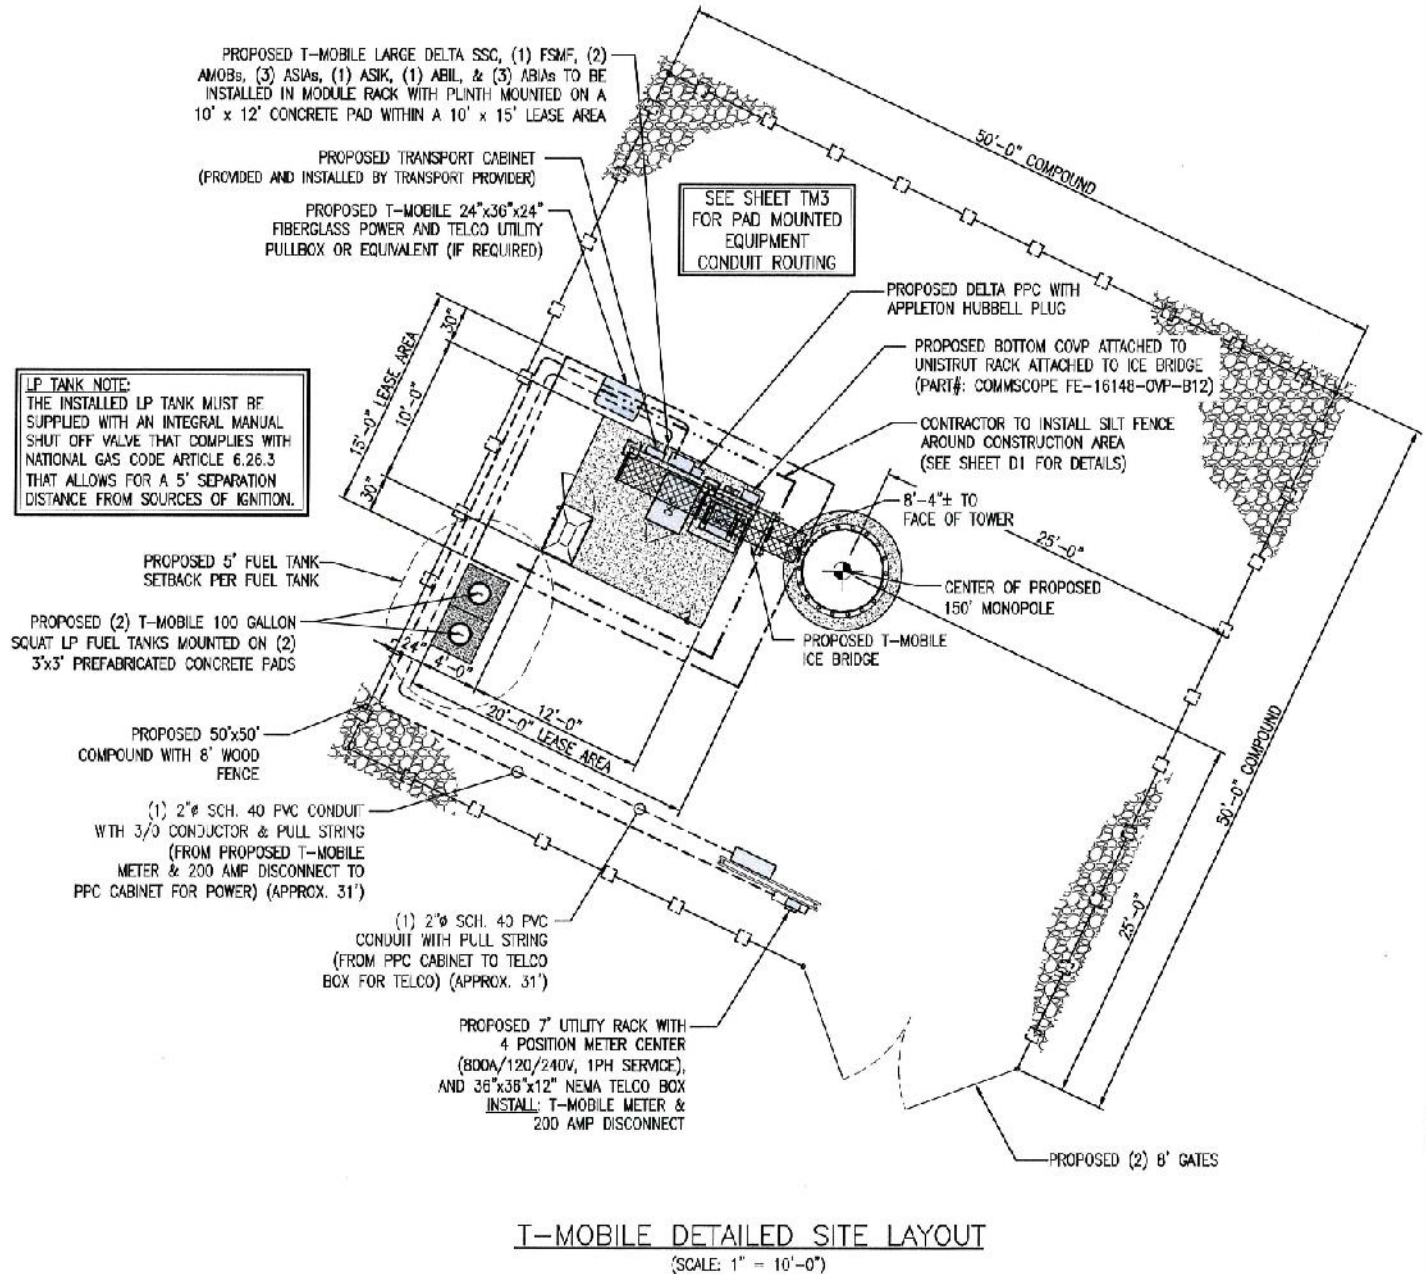 PROPOSED T-MOBILE LARGE DELTA SSC, (1) FSMF, (2)
AMOBs, (3) ASIAs, (1) ASIK, (1) ABIL, & (3) ABIAs TO BE
INSTALLED IN MODULE RACK WITH PLINTH MOUNTED ON A
10' x 12' CONCRETE PAD WITHIN A 10' x 15' LEASE AREA
PROPOSED TRANSPORT CABINET
(PROVIDED AND INSTALLED BY TRANSPORT PROVIDER)
PROPOSED T-MOBILE 24"x36"x24"
FIBERGLASS POWER AND TELCO UTILITY
PULLBOX OR EQUIVALENT (IF REQUIRED)
SEE SHEET TM3
FOR PAD MOUNTED
EQUIPMENT
CONDUIT ROUTING
50'-0" COMPOUND
PROPOSED DELTA PPC WITH
APPLETON HUBBELL PLUG
PROPOSED BOTTOM COVP ATTACHED TO
UNISTRUT RACK ATTACHED TO ICE BRIDGE
(PART#: COMMSCOPE FE-16148-OVP-B12)
CONTRACTOR TO INSTALL SILT FENCE
AROUND CONSTRUCTION AREA
(SEE SHEET D1 FOR DETAILS)
8'-4"± TO
FACE OF TOWER
25'-0"
CENTER OF PROPOSED
150' MONOPOLE
PROPOSED T-MOBILE
ICE BRIDGE
30"
15'-0" LEASE AREA
10'-0"
30"
LP TANK NOTE:
THE INSTALLED LP TANK MUST BE
SUPPLIED WITH AN INTEGRAL MANUAL
SHUT OFF VALVE THAT COMPLIES WITH
NATIONAL GAS CODE ARTICLE 6.26.3
THAT ALLOWS FOR A 5' SEPARATION
DISTANCE FROM SOURCES OF IGNITION.
PROPOSED 5' FUEL TANK
SETBACK PER FUEL TANK
PROPOSED (2) T-MOBILE 100 GALLON
SQUAT LP FUEL TANKS MOUNTED ON (2)
3'x3' PREFABRICATED CONCRETE PADS
24"
4'-0"
12'-0"
20'-0" LEASE AREA
PROPOSED 50'x50'
COMPOUND WITH 8' WOOD
FENCE
(1) 2"ø SCH. 40 PVC CONDUIT
WITH 3/0 CONDUCTOR & PULL STRING
(FROM PROPOSED T-MOBILE
METER & 200 AMP DISCONNECT TO
PPC CABINET FOR POWER) (APPROX. 31')
(1) 2"ø SCH. 40 PVC
CONDUIT WITH PULL STRING
(FROM PPC CABINET TO TELCO
BOX FOR TELCO) (APPROX. 31')
PROPOSED 7' UTILITY RACK WITH
4 POSITION METER CENTER
(800A/120/240V, 1PH SERVICE),
AND 36"x36"x12" NEMA TELCO BOX
INSTALL: T-MOBILE METER &
200 AMP DISCONNECT
50'-0" COMPOUND
25'-0"
PROPOSED (2) 8' GATES
T-MOBILE DETAILED SITE LAYOUT
(SCALE: 1" = 10'-0")